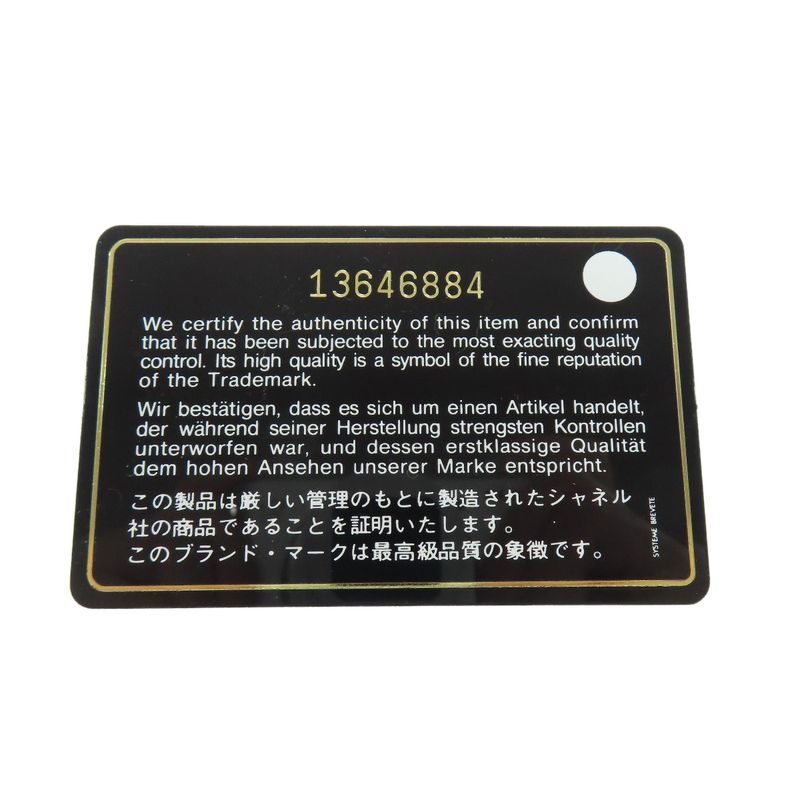 13646884
We certify the authenticity of this item and confirm
that it has been subjected to the most exacting quality
control. Its high quality is a symbol of the fine reputation
of the Trademark.
Wir bestätigen, dass es sich um einen Artikel handelt,
der während seiner Herstellung strengsten Kontrollen
unterworfen war, und dessen erstklassige Qualität
dem hohen Ansehen unserer Marke entspricht.
この製品は厳しい管理のもとに製造されたシャネル
社の商品であることを証明いたします。
このブランド・マークは最高級品質の象徴です。
SYSTEME BREVETE